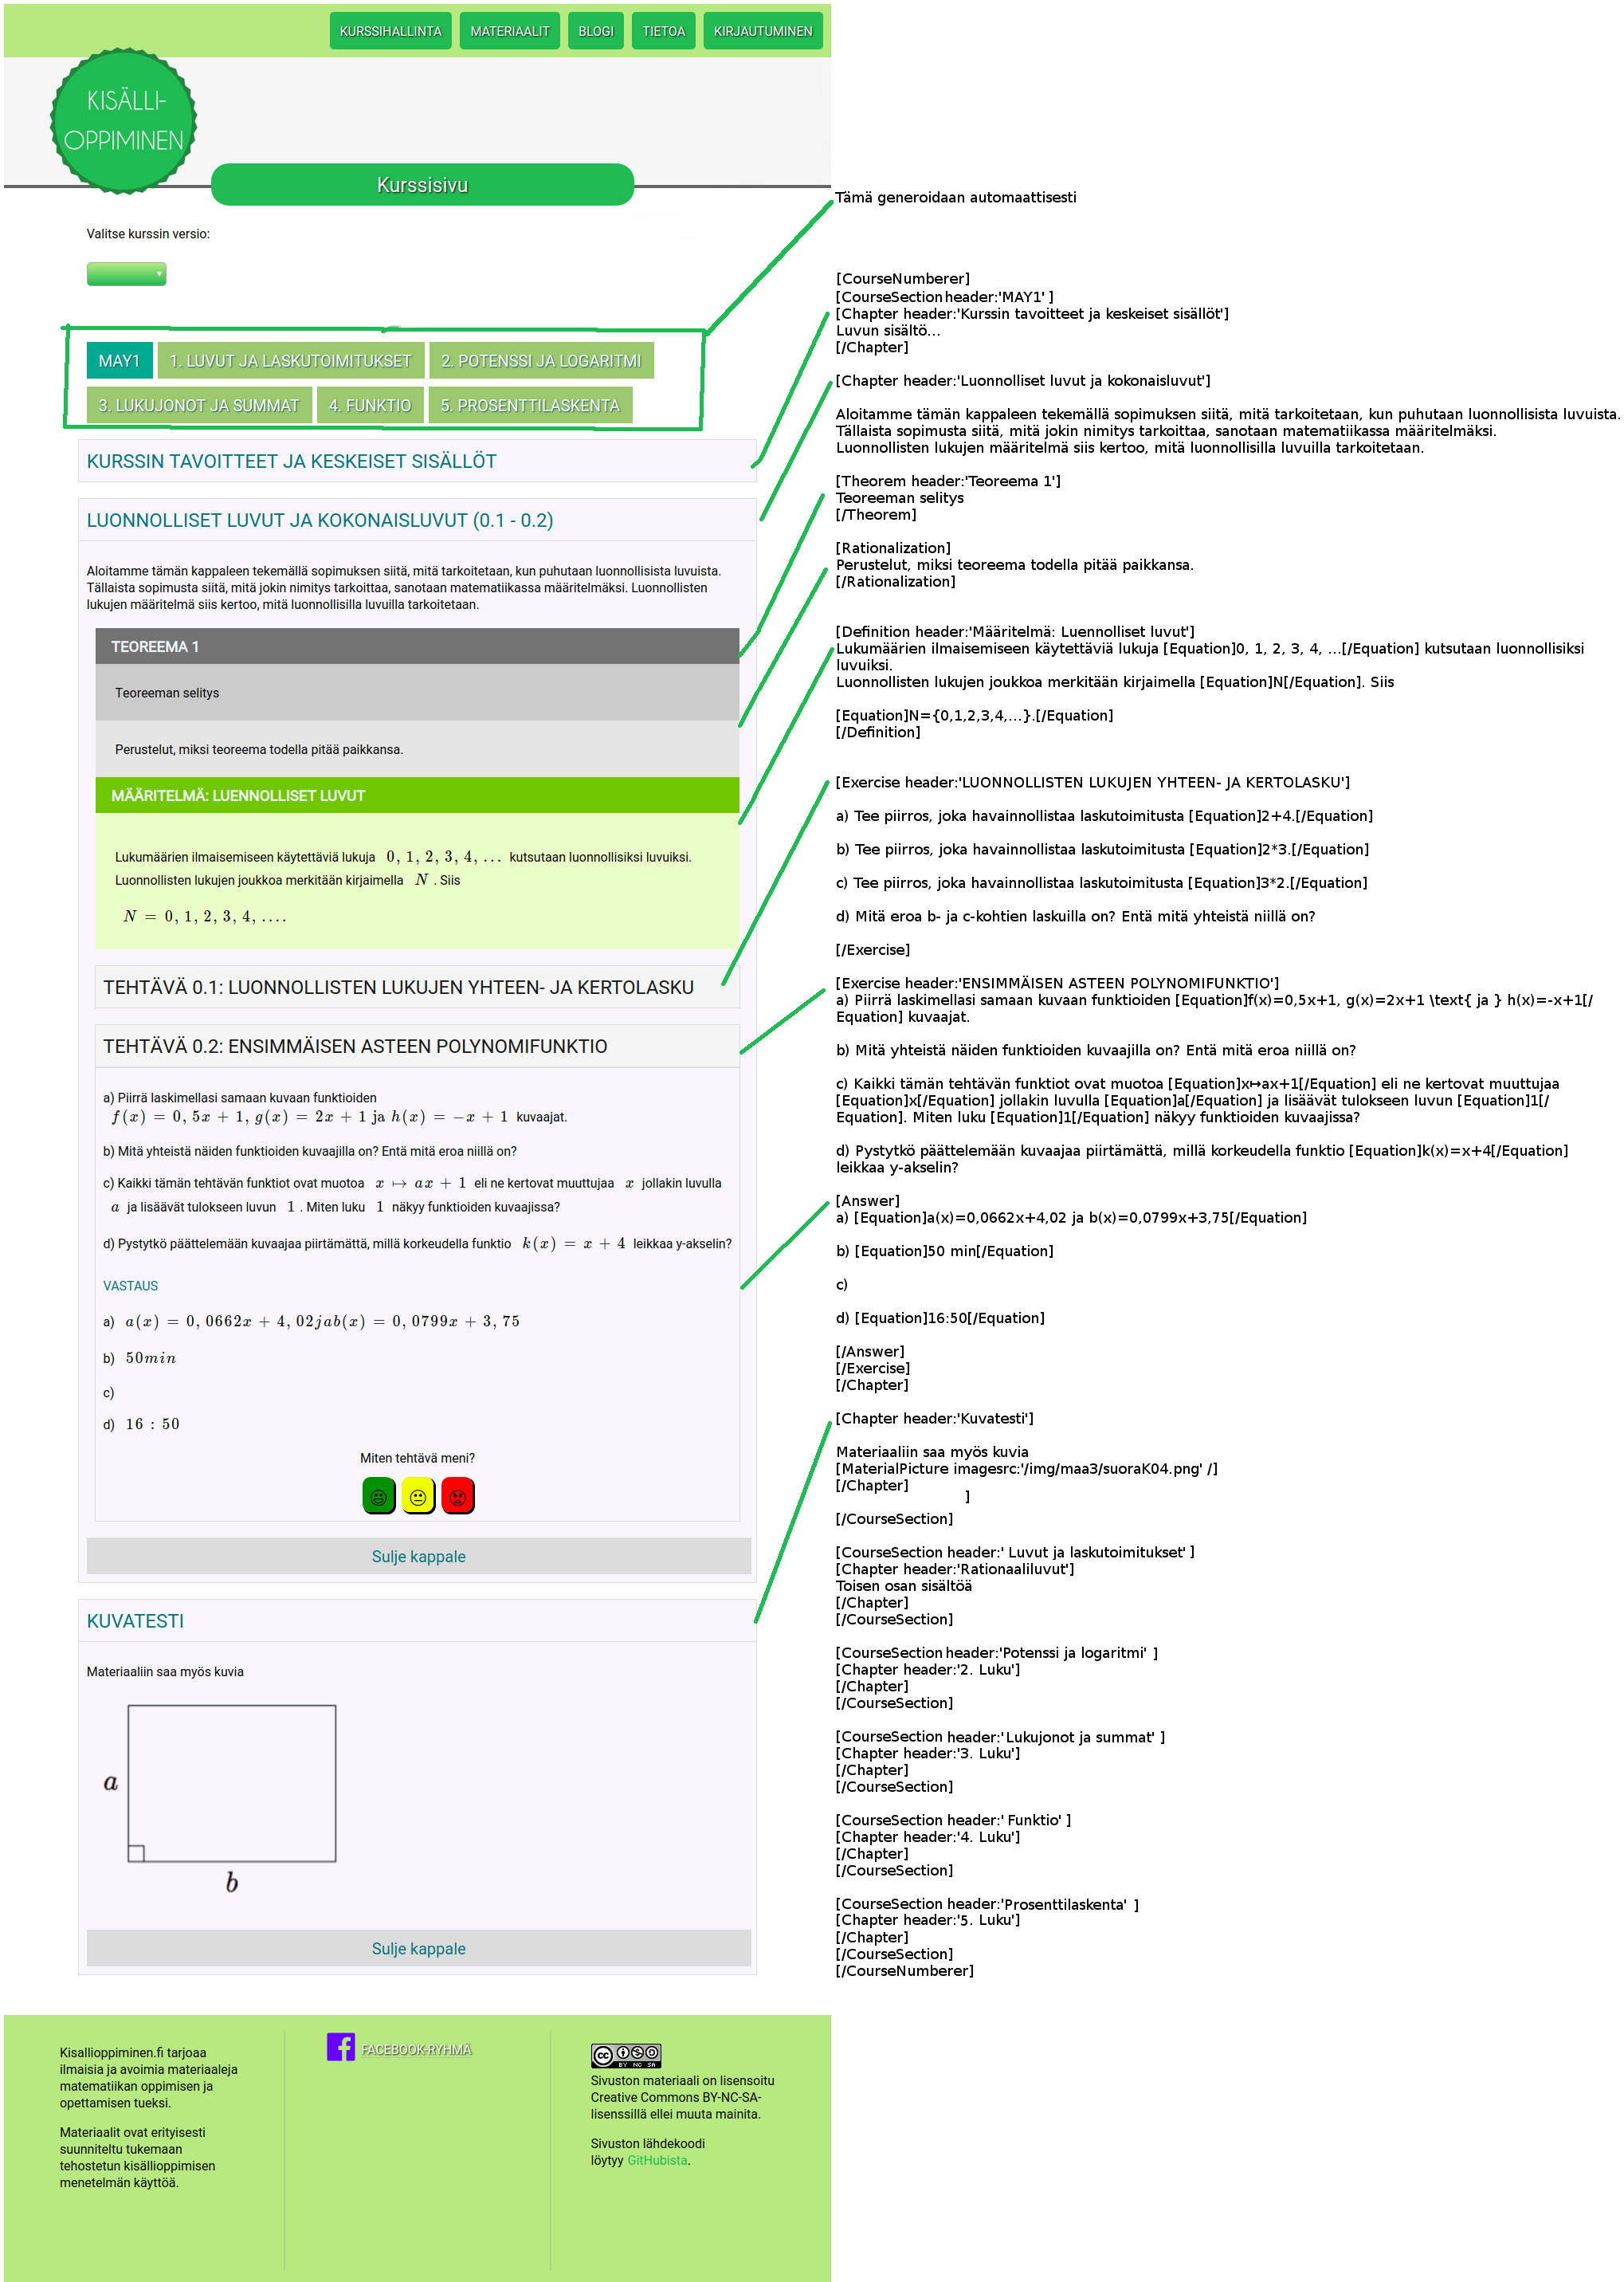 KURSSIHALLINTA MATERIAALIT BLOGI TIETOA KIRJAUTUMINEN
KISÄLLI-
OPPIMINEN
Kurssisivu
Valitse kurssin versio:
MAY1 1. LUVUT JA LASKUTOIMITUKSET 2. POTENSSI JA LOGARITMI
3. LUKUJONOT JA SUMMAT 4. FUNKTIO 5. PROSENTTILASKENTA
KURSSIN TAVOITTEET JA KESKEISET SISÄLLÖT
LUONNOLLISET LUVUT JA KOKONAISLUVUT (0.1 - 0.2)
Aloitamme tämän kappaleen tekemällä sopimuksen siitä, mitä tarkoitetaan, kun puhutaan luonnollisista luvuista.
Tällaista sopimusta siitä, mitä jokin nimitys tarkoittaa, sanotaan matematiikassa määritelmäksi. Luonnollisten
lukujen määritelmä siis kertoo, mitä luonnollisilla luvuilla tarkoitetaan.
TEOREEMA 1
Teoreeman selitys
Perustelut, miksi teoreema todella pitää paikkansa.
MÄÄRITELMÄ: LUENNOLLISET LUVUT
Lukumäärien ilmaisemiseen käytettäviä lukuja 0, 1, 2, 3, 4, ... kutsutaan luonnollisiksi luvuiksi.
Luonnollisten lukujen joukkoa merkitään kirjaimella N . Siis
N = 0, 1, 2, 3, 4, ....
TEHTÄVÄ 0.1: LUONNOLLISTEN LUKUJEN YHTEEN- JA KERTOLASKU
TEHTÄVÄ 0.2: ENSIMMÄISEN ASTEEN POLYNOMIFUNKTIO
a) Piirrä laskimellasi samaan kuvaan funktioiden
f(x) = 0, 5x + 1, g(x) = 2x + 1 ja h(x) = −x + 1 kuvaajat.
b) Mitä yhteistä näiden funktioiden kuvaajilla on? Entä mitä eroa niillä on?
c) Kaikki tämän tehtävän funktiot ovat muotoa x ↦ ax + 1 eli ne kertovat muuttujaa x jollakin luvulla
a ja lisäävät tulokseen luvun 1 . Miten luku 1 näkyy funktioiden kuvaajissa?
d) Pystytkö päättelemään kuvaajaa piirtämättä, millä korkeudella funktio k(x) = x + 4 leikkaa y-akselin?
VASTAUS
a) a(x) = 0, 0662x + 4, 02jab(x) = 0, 0799x + 3, 75
b) 50min
c)
d) 16 : 50
Miten tehtävä meni?
Sulje kappale
KUVATESTI
Materiaaliin saa myös kuvia
a
b
Sulje kappale
Tämä generoidaan automaattisesti
[CourseNumberer]
[CourseSection header:'MAY1' ]
[Chapter header:'Kurssin tavoitteet ja keskeiset sisällöt']
Luvun sisältö...
[/Chapter]
[Chapter header:'Luonnolliset luvut ja kokonaisluvut']
Aloitamme tämän kappaleen tekemällä sopimuksen siitä, mitä tarkoitetaan, kun puhutaan luonnollisista luvuista.
Tällaista sopimusta siitä, mitä jokin nimitys tarkoittaa, sanotaan matematiikassa määritelmäksi.
Luonnollisten lukujen määritelmä siis kertoo, mitä luonnollisilla luvuilla tarkoitetaan.
[Theorem header:'Teoreema 1']
Teoreeman selitys
[/Theorem]
[Rationalization]
Perustelut, miksi teoreema todella pitää paikkansa.
[/Rationalization]
[Definition header:'Määritelmä: Luennolliset luvut']
Lukumäärien ilmaisemiseen käytettäviä lukuja [Equation]0, 1, 2, 3, 4, ...[/Equation] kutsutaan luonnollisiksi
luvuiksi.
Luonnollisten lukujen joukkoa merkitään kirjaimella [Equation]N[/Equation]. Siis
[Equation]N={0,1,2,3,4,...}.[/Equation]
[/Definition]
[Exercise header:'LUONNOLLISTEN LUKUJEN YHTEEN- JA KERTOLASKU']
a) Tee piirros, joka havainnollistaa laskutoimitusta [Equation]2+4.[/Equation]
b) Tee piirros, joka havainnollistaa laskutoimitusta [Equation]2*3.[/Equation]
c) Tee piirros, joka havainnollistaa laskutoimitusta [Equation]3*2.[/Equation]
d) Mitä eroa b- ja c-kohtien laskuilla on? Entä mitä yhteistä niillä on?
[/Exercise]
[Exercise header:'ENSIMMÄISEN ASTEEN POLYNOMIFUNKTIO']
a) Piirrä laskimellasi samaan kuvaan funktioiden [Equation]f(x)=0,5x+1, g(x)=2x+1 \text{ ja } h(x)=-x+1[/
Equation] kuvaajat.
b) Mitä yhteistä näiden funktioiden kuvaajilla on? Entä mitä eroa niillä on?
c) Kaikki tämän tehtävän funktiot ovat muotoa [Equation]x↦ax+1[/Equation] eli ne kertovat muuttujaa
[Equation]x[/Equation] jollakin luvulla [Equation]a[/Equation] ja lisäävät tulokseen luvun [Equation]1[/
Equation]. Miten luku [Equation]1[/Equation] näkyy funktioiden kuvaajissa?
d) Pystytkö päättelemään kuvaajaa piirtämättä, millä korkeudella funktio [Equation]k(x)=x+4[/Equation]
leikkaa y-akselin?
[Answer]
a) [Equation]a(x)=0,0662x+4,02 ja b(x)=0,0799x+3,75[/Equation]
b) [Equation]50 min[/Equation]
c)
d) [Equation]16:50[/Equation]
[/Answer]
[/Exercise]
[/Chapter]
[Chapter header:'Kuvatesti']
Materiaaliin saa myös kuvia
[MaterialPicture imagesrc:'/img/maa3/suoraK04.png' /]
[/Chapter]
]
[/CourseSection]
[CourseSection header:' Luvut ja laskutoimitukset' ]
[Chapter header:'Rationaaliluvut']
Toisen osan sisältöä
[/Chapter]
[/CourseSection]
[CourseSection header:'Potenssi ja logaritmi' ]
[Chapter header:'2. Luku']
[/Chapter]
[/CourseSection]
[CourseSection header:'Lukujonot ja summat' ]
[Chapter header:'3. Luku']
[/Chapter]
[/CourseSection]
[CourseSection header:' Funktio' ]
[Chapter header:'4. Luku']
[/Chapter]
[/CourseSection]
[CourseSection header:'Prosenttilaskenta' ]
[Chapter header:'5. Luku']
[/Chapter]
[/CourseSection]
[/CourseNumberer]
Kisallioppiminen.fi tarjoaa
ilmaisia ja avoimia materiaaleja
matematiikan oppimisen ja
opettamisen tueksi.
Materiaalit ovat erityisesti
suunniteltu tukemaan
tehostetun kisällioppimisen
menetelmän käyttöä.
FACEBOOK-RYHMÄ
cc BY NC SA
Sivuston materiaali on lisensoitu
Creative Commons BY-NC-SA-
lisenssillä ellei muuta mainita.
Sivuston lähdekoodi
löytyy GitHubista.